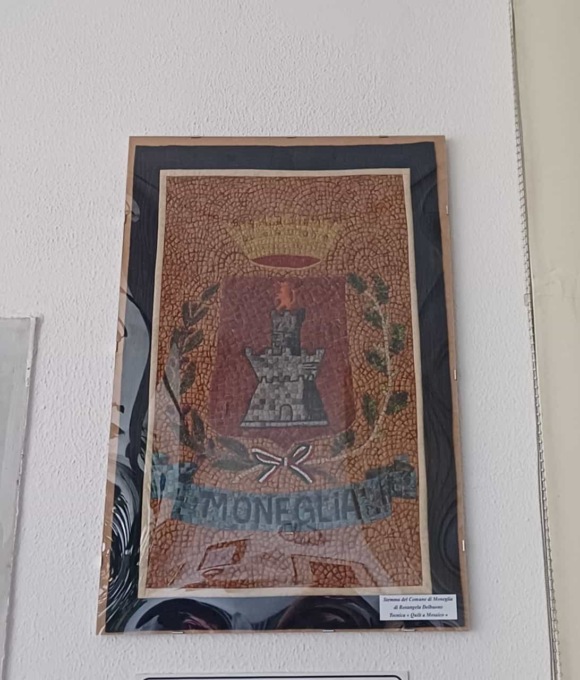 MONEGLIA
Stemma del Comune di Moneglia
di Rosangela Delbuono
Tecnica « Quilt a Mosaico »